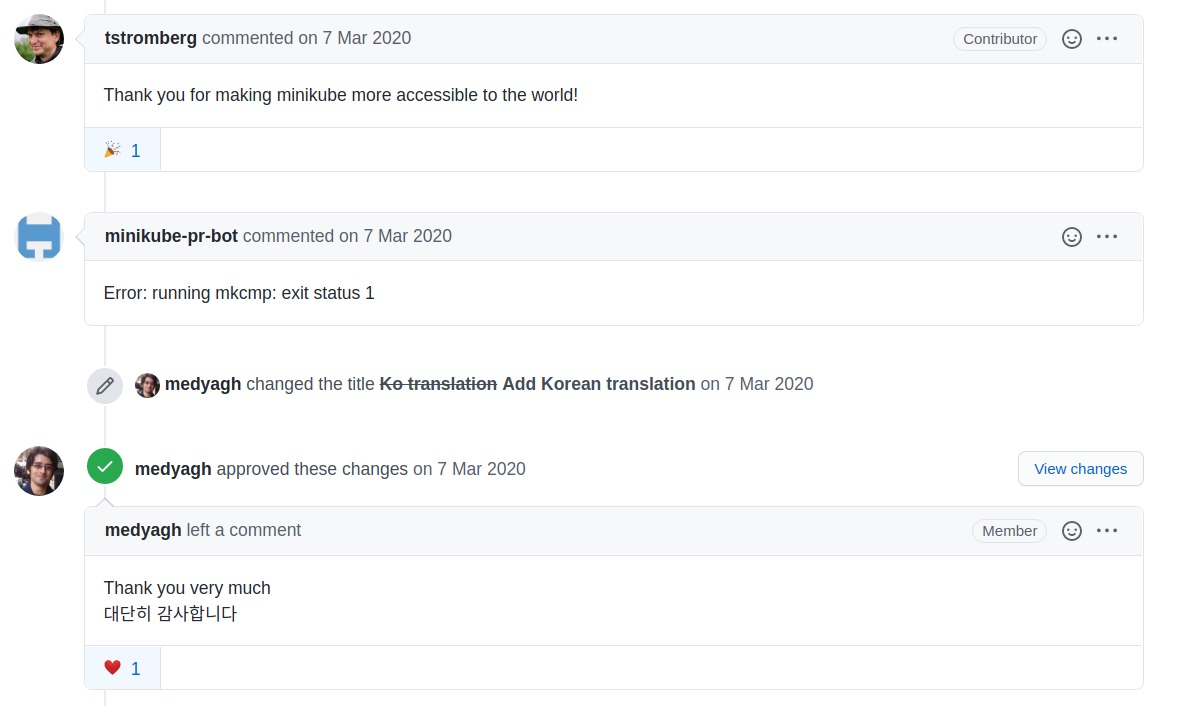 tstromberg commented on 7 Mar 2020 Contributor
Thank you for making minikube more accessible to the world!
1
minikube-pr-bot commented on 7 Mar 2020
Error: running mkcmp: exit status 1
medyagh changed the title Ko translation Add Korean translation on 7 Mar 2020
medyagh approved these changes on 7 Mar 2020 View changes
medyagh left a comment Member
Thank you very much
대단히 감사합니다
1